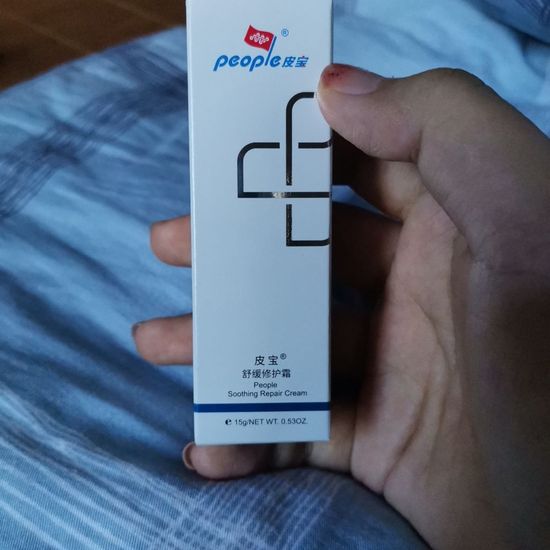 people皮宝®
皮宝®
舒缓修护霜
People
Soothing Repair Cream
℮ 15g/NET WT. 0.53OZ.